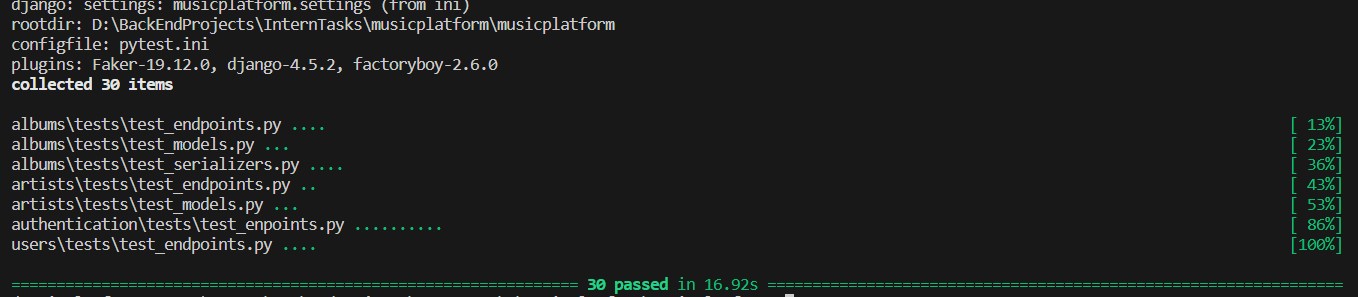 django: settings: musicplatform.settings (from ini)
rootdir: D:\BackEndProjects\InternTasks\musicplatform\musicplatform
configfile: pytest.ini
plugins: Faker-19.12.0, django-4.5.2, factoryboy-2.6.0
collected 30 items
albums\tests\test_endpoints.py .... [ 13%]
albums\tests\test_models.py ... [ 23%]
albums\tests\test_serializers.py .... [ 36%]
artists\tests\test_endpoints.py .. [ 43%]
artists\tests\test_models.py ... [ 53%]
authentication\tests\test_enpoints.py .......... [ 86%]
users\tests\test_endpoints.py .... [100%]
30 passed in 16.92s